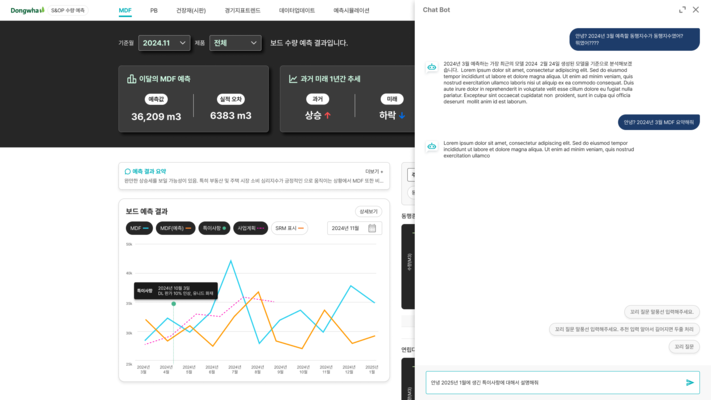 Dongwha
S&OP 수량 예측
MDF
PB
건장재(시판)
경기지표트렌드
데이터업데이트
예측시뮬레이션
기준월
2024.11
제품
전체
보드 수량 예측 결과입니다.
이달의 MDF 예측
예측값
실적 오차
36,209 m3
6383 m3
과거 미래 1년간 추세
과거
미래
상승
하락
예측 결과 요약
더보기 +
완만한 상승세를 보일 가능성이 있음. 특히 부동산 및 주택 시장 소비 심리지수가 긍정적인 으로 움직이는 상황에서 MDF 또한 비...
보드 예측 결과
상세보기
MDF
MDF(예측)
특이사항
사업계획
SRM 표시
2024년 11월
특이사항
2024년 10월 3일
30k
2024년 3월
2024년 4월
2024년 5월
2024년 6월
2024년 7월
2024년 8월
2024년 9월
2024년 10월
2024년 11월
2024년 12월
2025년 1월
Chat Bot
안녕? 2024년 3월 예측을 동행지수였어?
뭐였어????
2024년 3월 예측하는 가장 최근의 모델 2024 2월 24일 생성된 모델을 기준으로 분석해보겠
습니다. Lorem ipsum dolor sit amet, consectetur adipiscing elit. Sed do eiusmod
tempor incididunt ut labore et dolore magna aliqua. Ut enim ad minim veniam, quis
nostrud exercitation ullamco laboris nisi ut aliquip ex ea commodo consequat. Duis
aute irure dolor in reprehenderit in voluptate velit esse cillum dolore eu fugiat nulla
pariatur. Excepteur sint occaecat cupidatat non proident, sunt in culpa qui officia
deserunt mollit anim id est laborum.
안녕? 2024년 3월 MDF 요약해줘
Lorem ipsum dolor sit amet, consectetur adipiscing elit. Sed do eiusmod tempor
incididunt ut labore et dolore magna aliqua. Ut enim ad minim veniam, quis nostrud
exercitation ullamco
꼬리 질문 말풍선 입력해주세요.
꼬리 질문 말풍선 입력해주세요. 추천 입력 말이서 길어지면 두줄 처리.
꼬리 질문
안녕 2025년 1월에 생긴 특이사항에 대해서 설명해줘